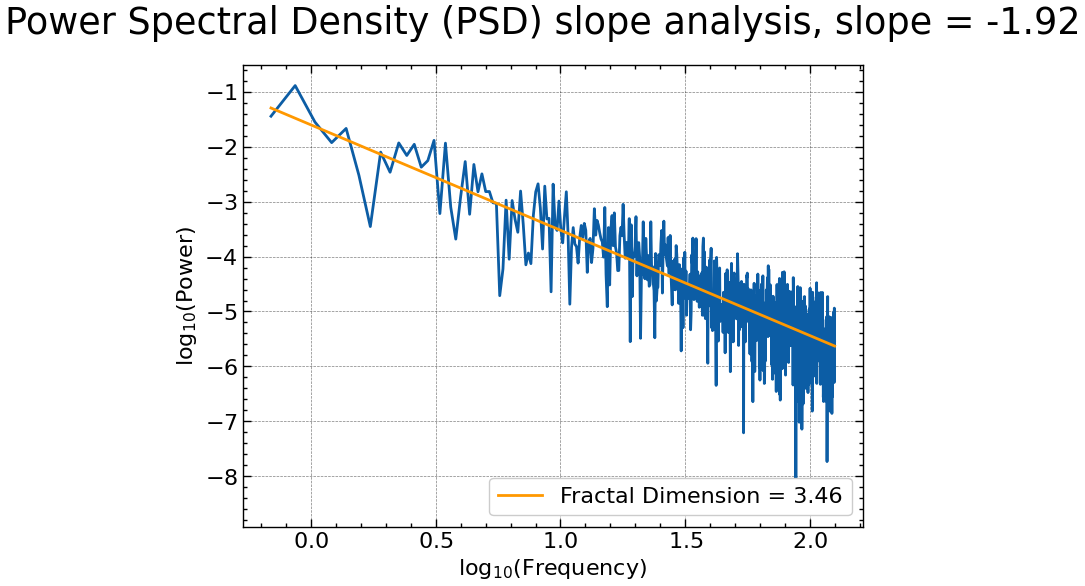 Power Spectral Density (PSD) slope analysis, slope = -1.92
−1
−2
−3
−4
−5
−6
−7
−8
log₁₀(Power)
Fractal Dimension = 3.46
0.0 0.5 1.0 1.5 2.0
log₁₀(Frequency)